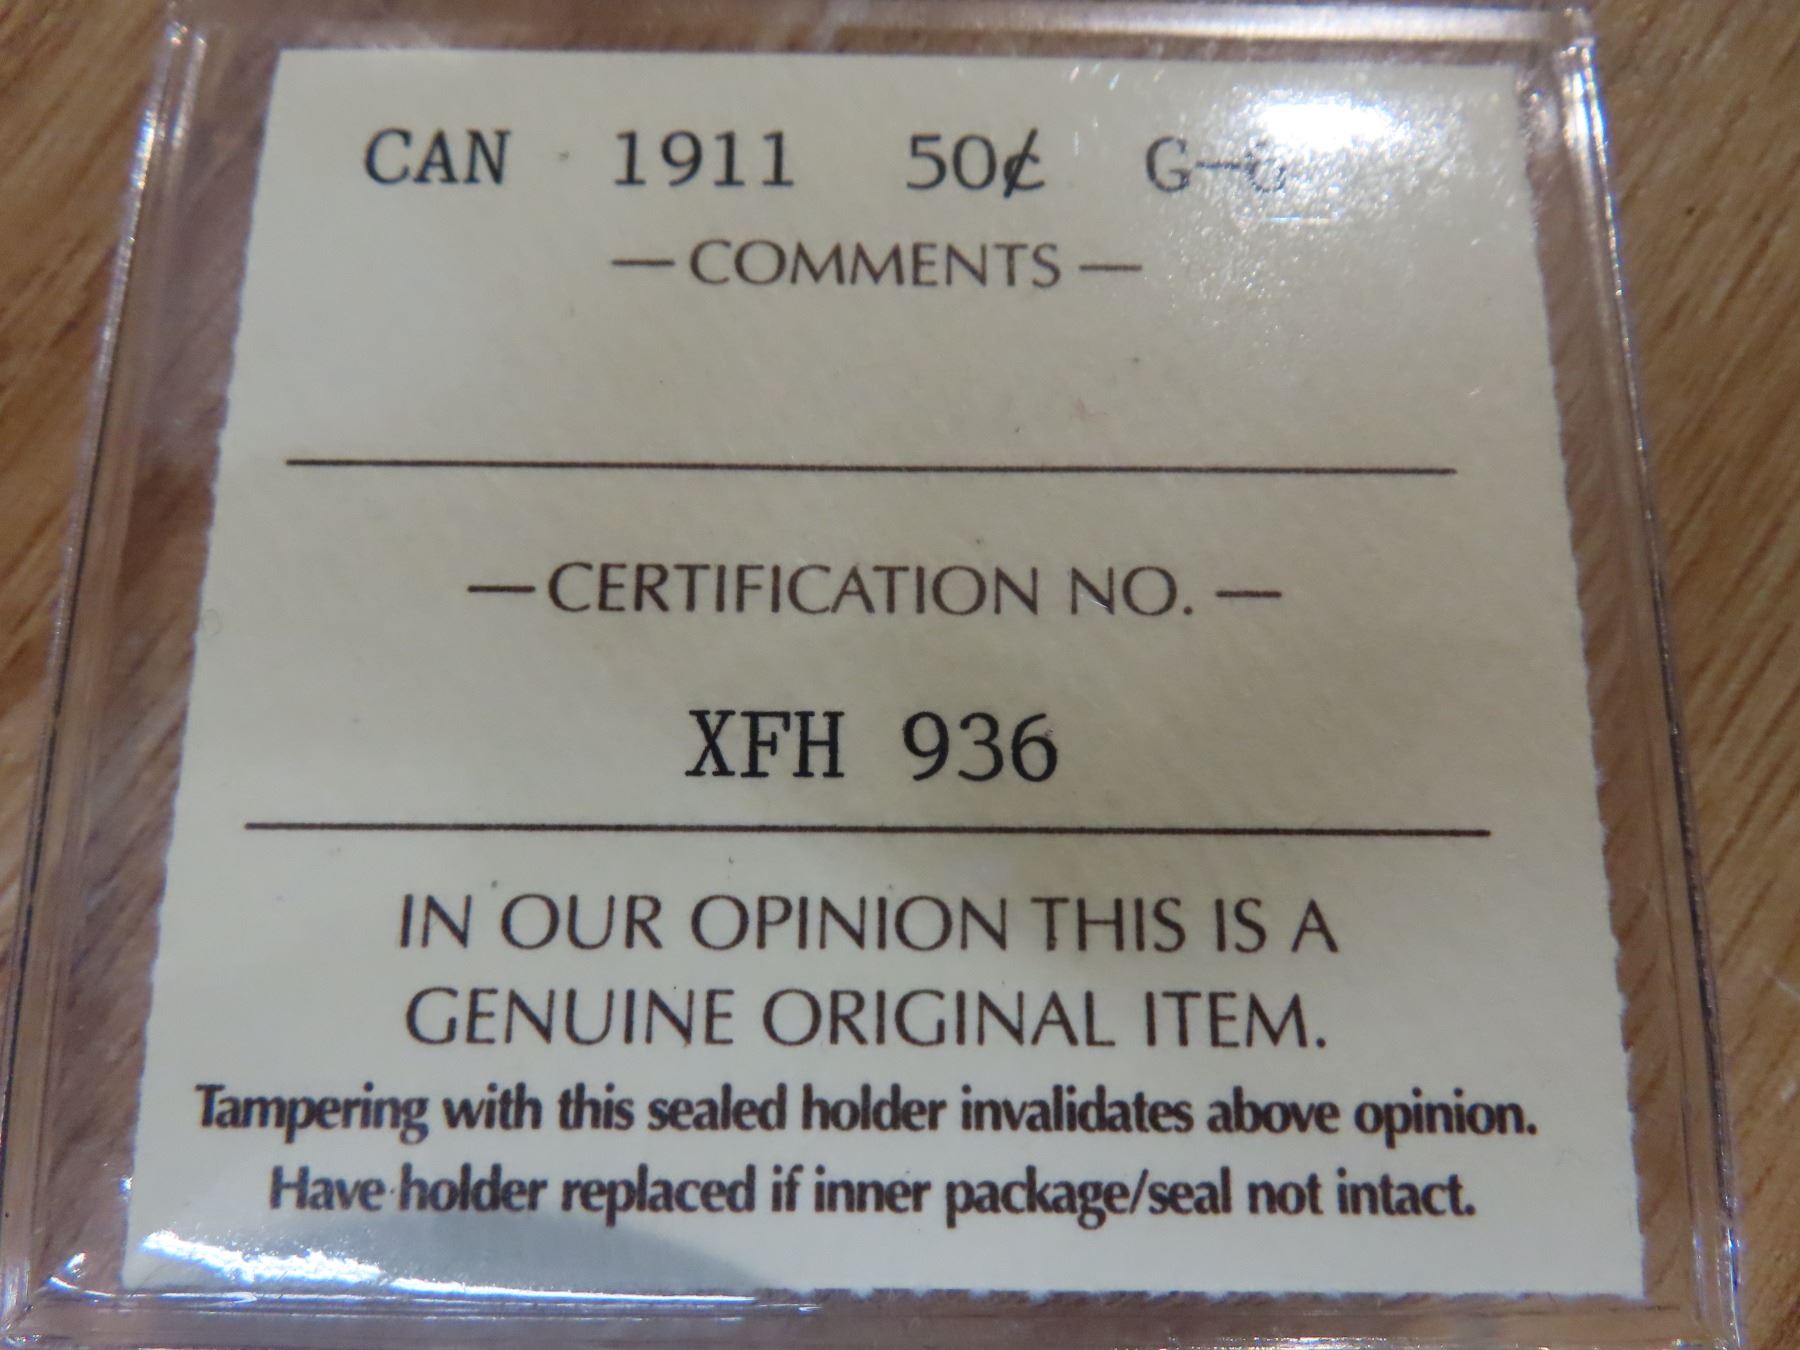 CAN 1911 50¢ G-6
— COMMENTS —
— CERTIFICATION NO. —
XFH 936
IN OUR OPINION THIS IS A
GENUINE ORIGINAL ITEM.
Tampering with this sealed holder invalidates above opinion.
Have holder replaced if inner package/seal not intact.